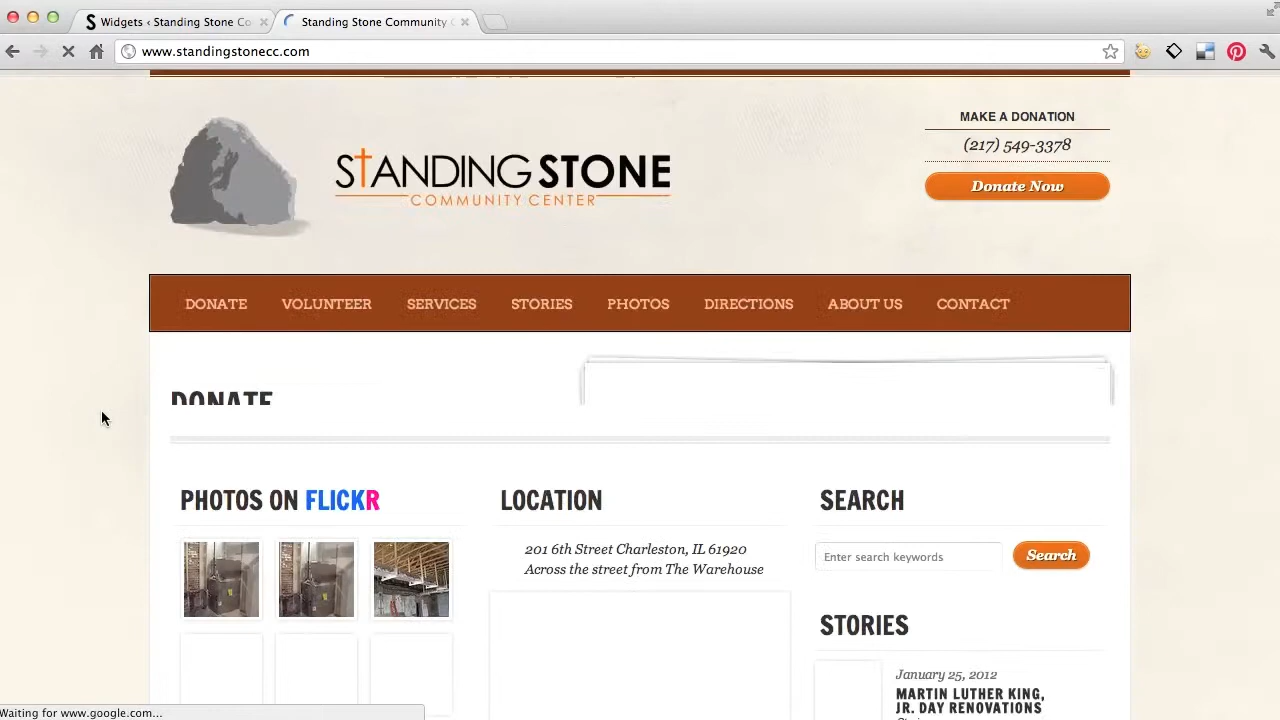 Widgets ‹ Standing Stone Co
Standing Stone Community C
www.standingstonecc.com
MAKE A DONATION
(217) 549-3378
Donate Now
STANDING STONE
COMMUNITY CENTER
DONATE VOLUNTEER SERVICES STORIES PHOTOS DIRECTIONS ABOUT US CONTACT
DONATE
PHOTOS ON FLICKR
LOCATION
201 6th Street Charleston, IL 61920
Across the street from The Warehouse
SEARCH
Enter search keywords
Search
STORIES
January 25, 2012
MARTIN LUTHER KING,
JR. DAY RENOVATIONS
Waiting for www.google.com...